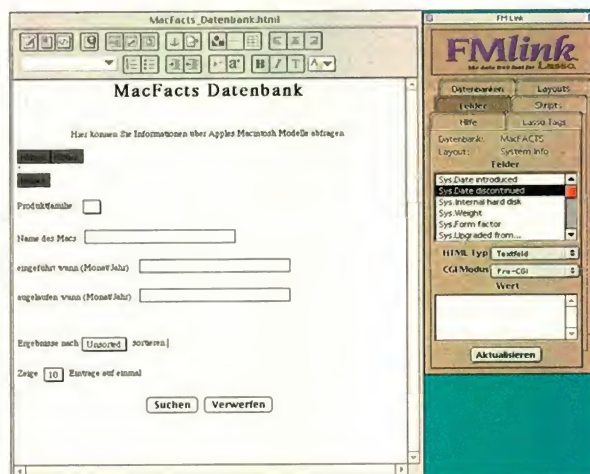 MacFacts_Datenbank.html
MacFacts Datenbank
Hier können Sie Informationen über Apples Macintosh Modelle abfragen
Produktfamilie
Name des Macs
eingeführt wann (Monat/Jahr)
ausgelaufen wann (Monat/Jahr)
Ergebnisse nach Unsorted sortieren
Zeige 10 Einträge auf einmal
Suchen Verwerfen
FM Link
FMlink
Lasso
Datenbanken Layouts
Felder Skripts
Hilfe Lasso Tags
Datenbank: MacFACTS
Layout: System Info
Felder
Sys.Date introduced
Sys.Date discontinued
Sys.Internal hard disk
Sys.Weight
Sys.Form factor
Sys.Upgraded from...
HTML Typ Textfeld
CGI Modus Pre-CGI
Wert
Aktualisieren